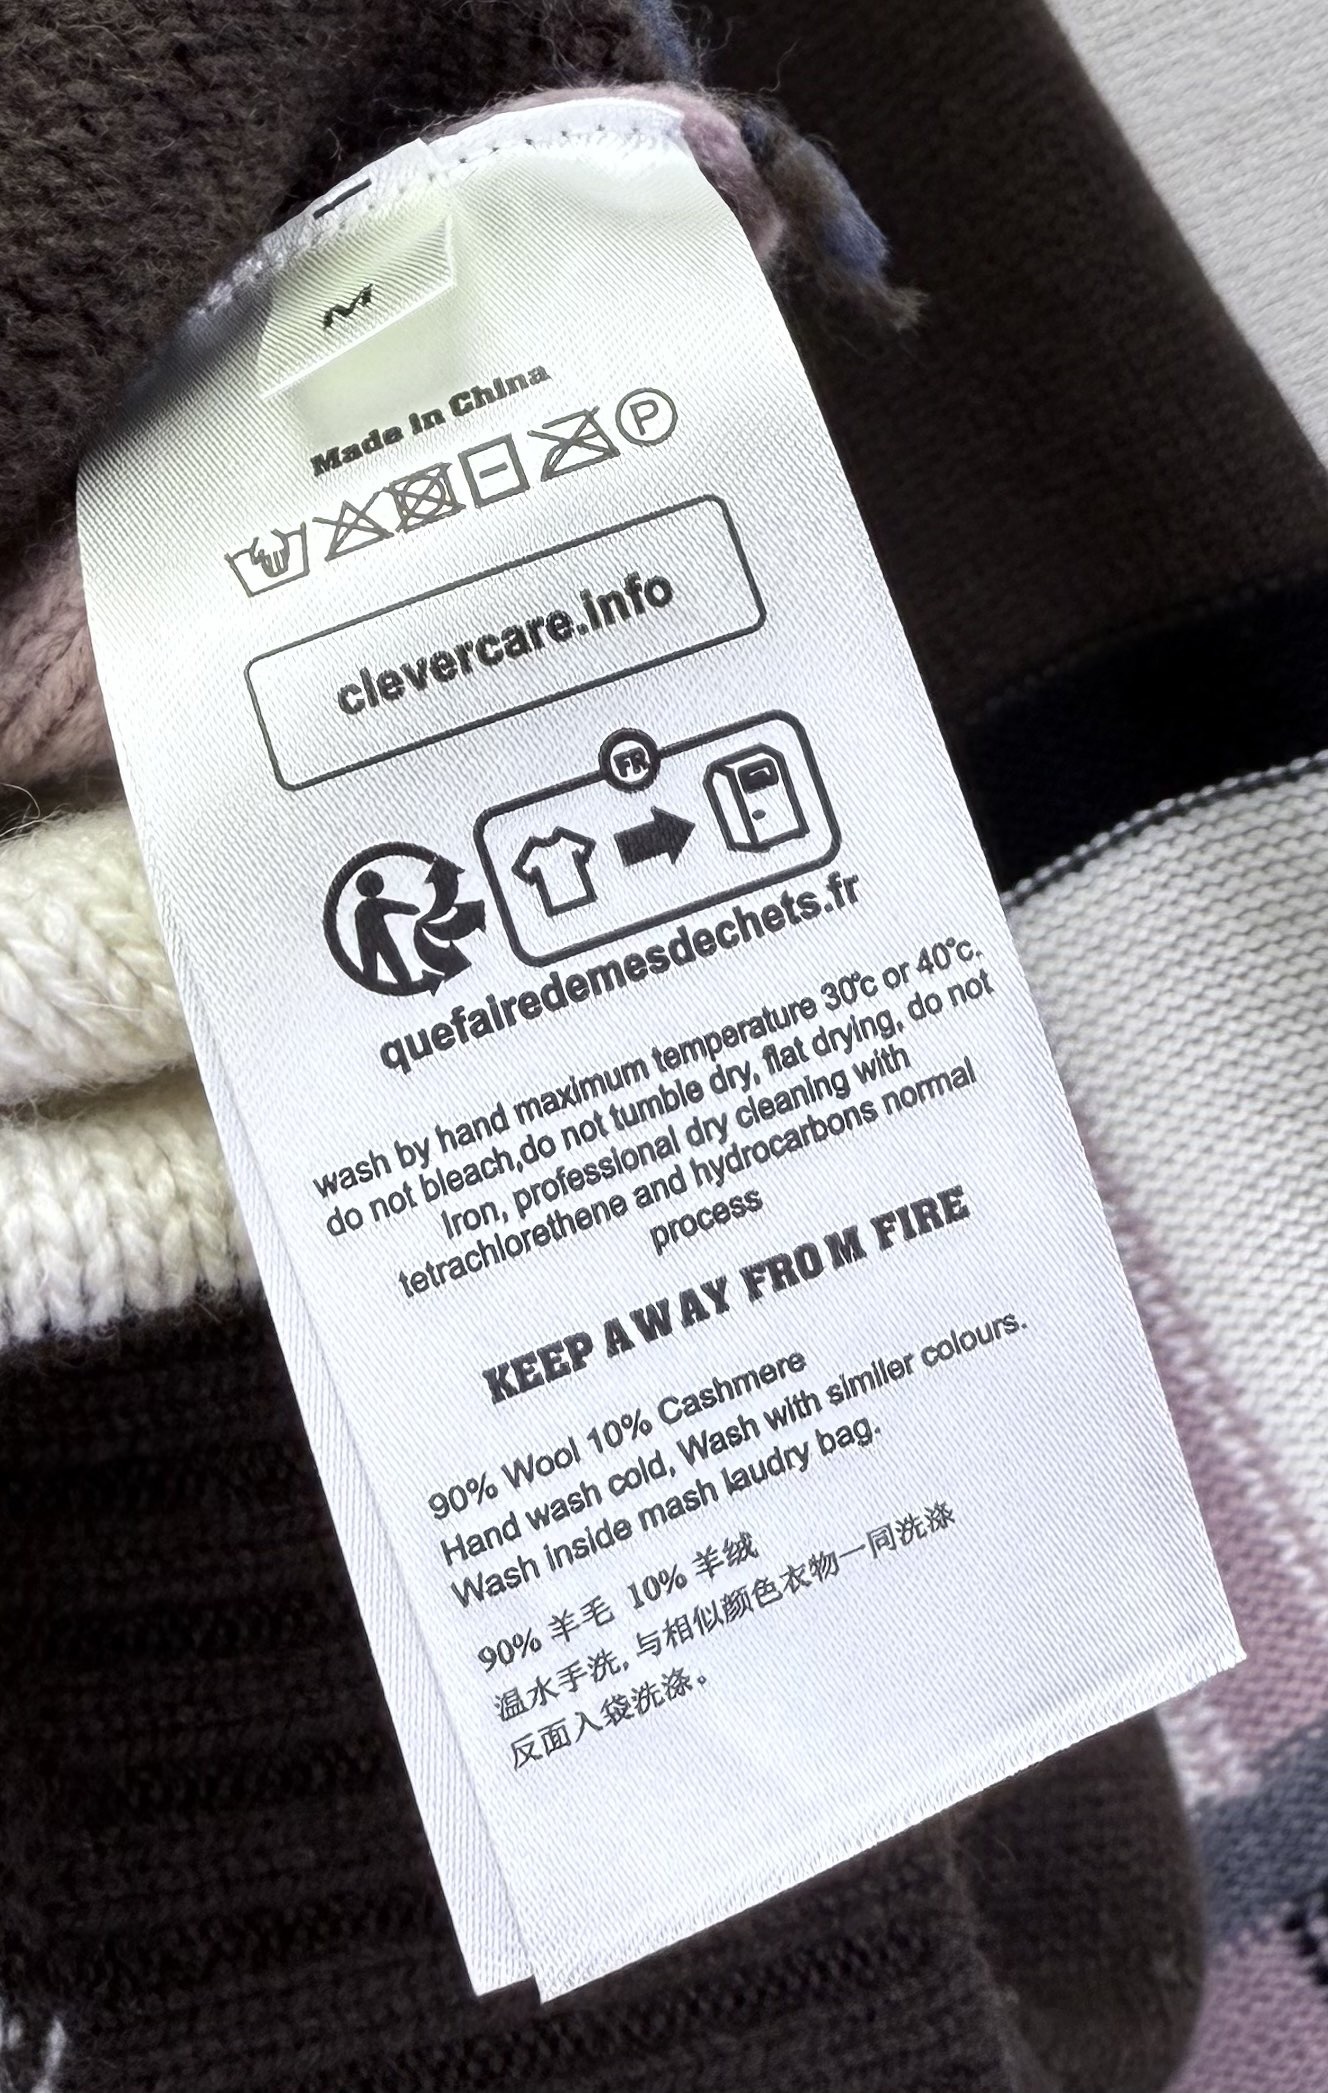 M
Made in China
P
clevercare.info
FR
quefairedemesdechets.fr
wash by hand maximum temperature 30°c or 40°c.
do not bleach,do not tumble dry, flat drying, do not
Iron, professional dry cleaning with
tetrachlorethene and hydrocarbons normal
process
KEEP AWAY FROM FIRE
90% Wool 10% Cashmere
Hand wash cold, Wash with similer colours.
Wash inside mash laudry bag.
90% 羊毛 10% 羊绒
温水手洗, 与相似颜色衣物一同洗涤
反面入袋洗涤。